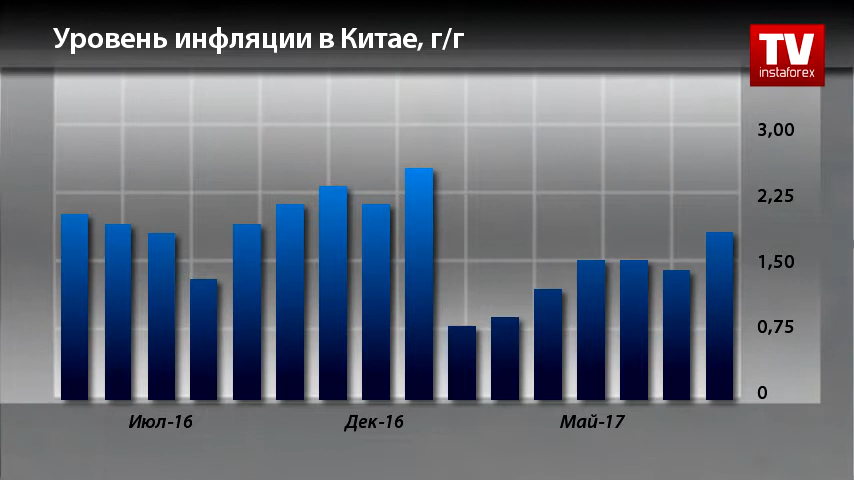 Уровень инфляции в Китае, г/г
TV
instaforex
3,00
2,25
1,50
0,75
0
Июл-16
Дек-16
Май-17